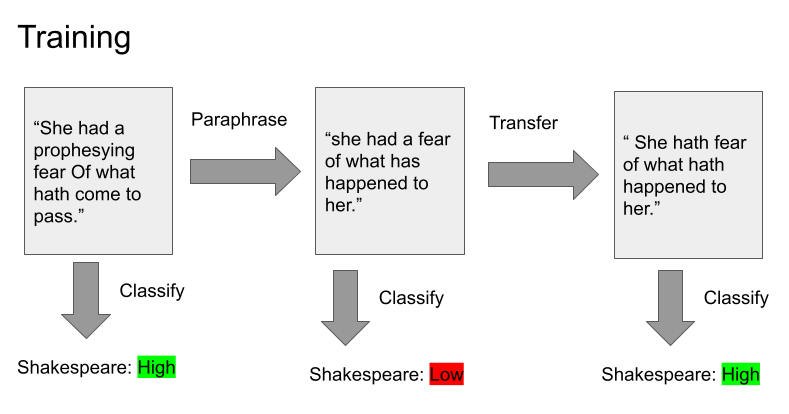 Training
“She had a
prophesying
fear Of what
hath come to
pass.”
Paraphrase
“she had a fear
of what has
happened to
her.”
Transfer
“ She hath fear
of what hath
happened to
her.”
Classify
Classify
Classify
Shakespeare: High
Shakespeare: Low
Shakespeare: High